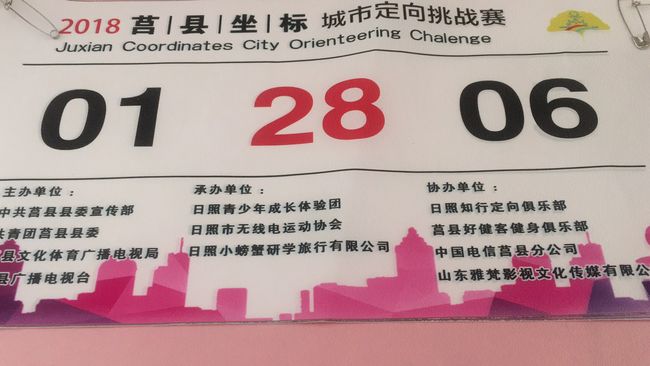 2018 莒|县|坐|标 城市定向挑战赛
Juxian Coordinates City Orienteering Chalenge
01 28 06
主办单位：
中共莒县县委宣传部
共青团莒县县委
县文化体育广播电视局
县广播电视台
承办单位：
日照青少年成长体验团
日照市无线电运动协会
日照小螃蟹研学旅行有限公司
协办单位：
日照知行定向俱乐部
莒县好健客健身俱乐部
中国电信莒县分公司
山东雅梵影视文化传媒有限公